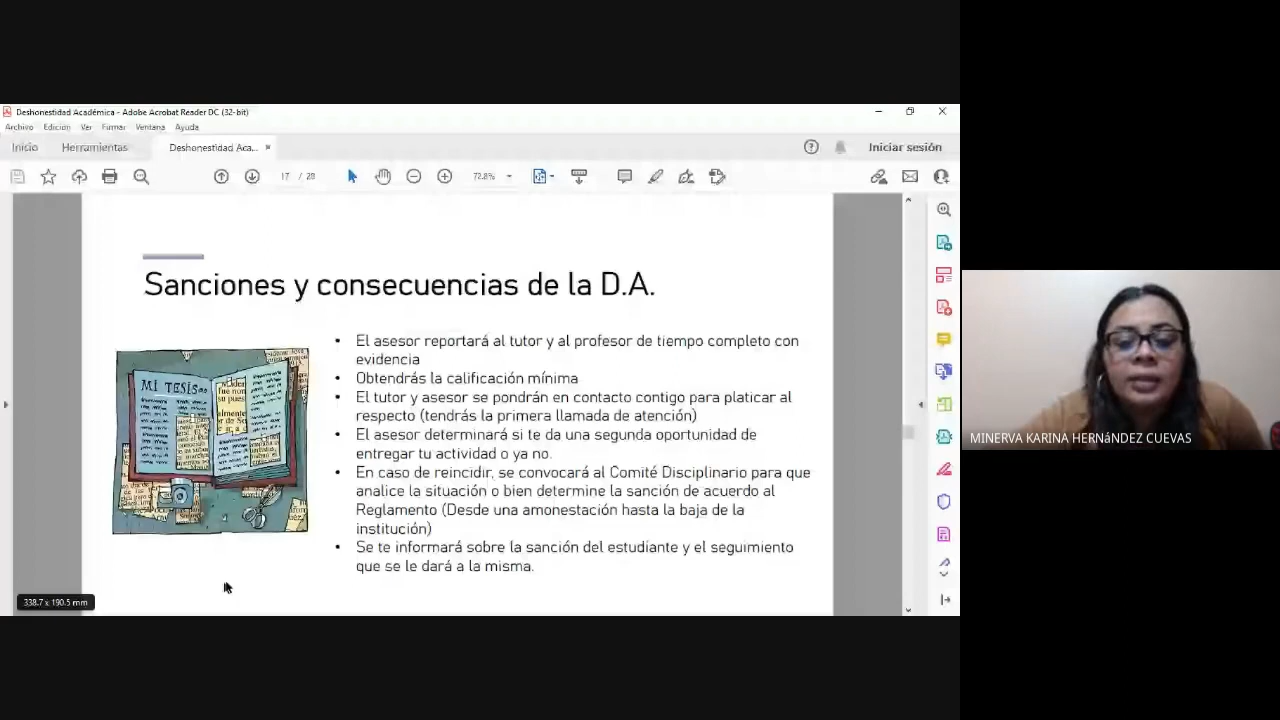 Deshonestidad Académica - Adobe Acrobat Reader DC (32-bit)
Archivo Edición Ver Firmar Ventana Ayuda
Inicio Herramientas Deshonestidad Aca... Iniciar sesión
17 / 28 72.8%
Sanciones y consecuencias de la D.A.
MI TESIS
• El asesor reportará al tutor y al profesor de tiempo completo con
evidencia
• Obtendrás la calificación mínima
• El tutor y asesor se pondrán en contacto contigo para platicar al
respecto (tendrás la primera llamada de atención)
• El asesor determinará si te da una segunda oportunidad de
entregar tu actividad o ya no.
• En caso de reincidir, se convocará al Comité Disciplinario para que
analice la situación o bien determine la sanción de acuerdo al
Reglamento (Desde una amonestación hasta la baja de la
institución)
• Se te informará sobre la sanción del estudiante y el seguimiento
que se le dará a la misma.
338.7 x 190.5 mm
MINERVA KARINA HERNáNDEZ CUEVAS